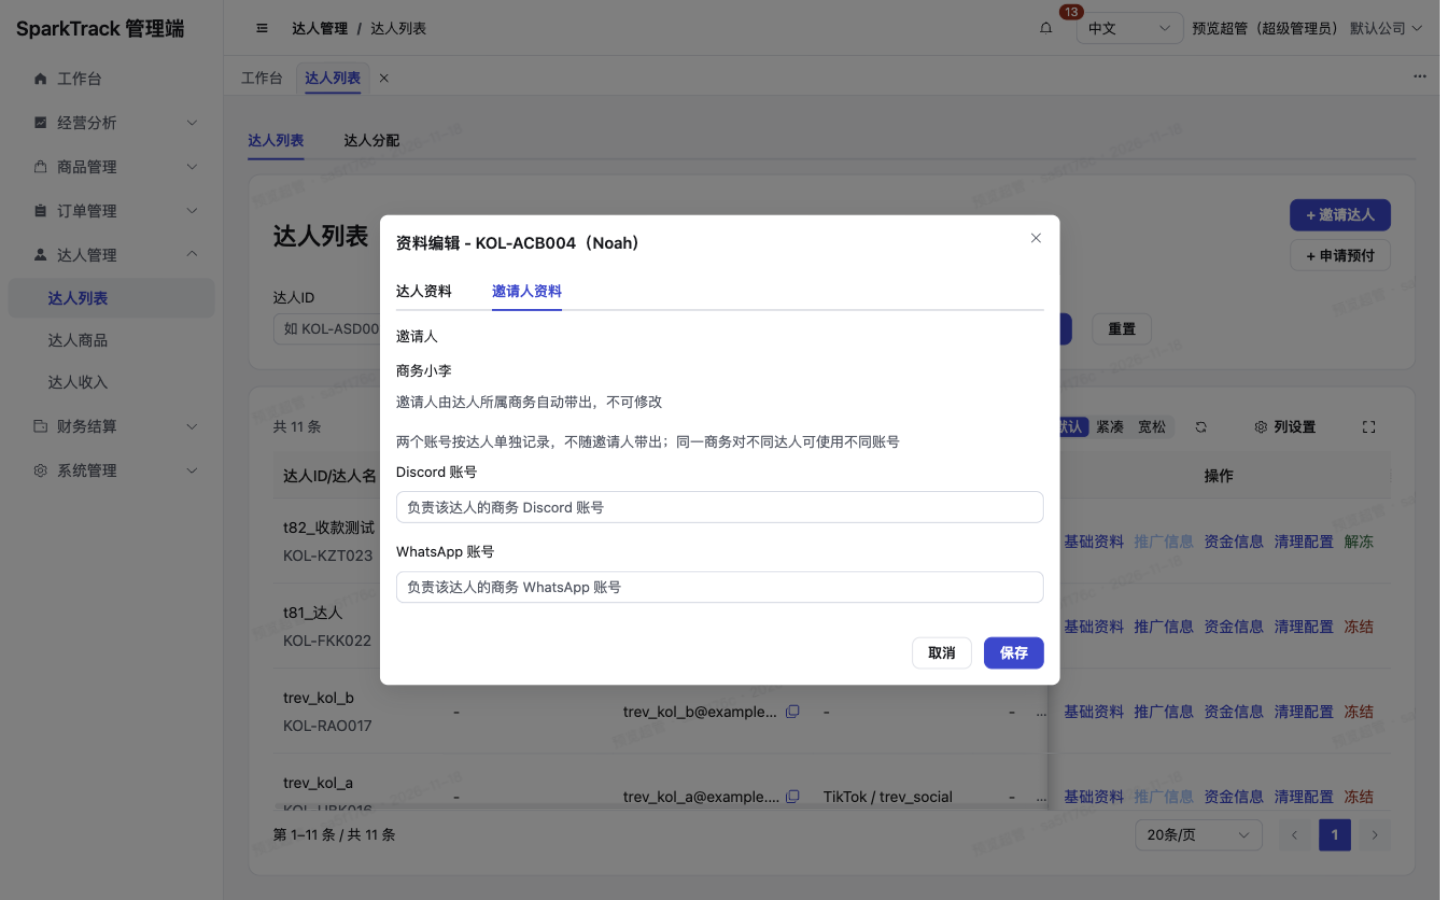 SparkTrack 管理端
达人管理 / 达人列表
13
中文
预览超管（超级管理员）
默认公司
工作台
经营分析
商品管理
订单管理
达人管理
达人列表
达人商品
达人收入
财务结算
系统管理
工作台
达人列表
达人列表
达人分配
达人列表
+ 邀请达人
+ 申请预付
达人ID
如 KOL-ASD00
重置
共 11 条
默认
紧凑
宽松
列设置
达人ID/达人名
操作
t82_收款测试
KOL-KZT023
基础资料 推广信息 资金信息 清理配置 解冻
t81_达人
KOL-FKK022
基础资料 推广信息 资金信息 清理配置 冻结
trev_kol_b
KOL-RAO017
-
trev_kol_b@example...
-
-
...
基础资料 推广信息 资金信息 清理配置 冻结
trev_kol_a
-
trev_kol_a@example....
TikTok / trev_social
-
...
基础资料 推广信息 资金信息 清理配置 冻结
第 1–11 条 / 共 11 条
20条/页
1
资料编辑 - KOL-ACB004（Noah）
达人资料
邀请人资料
邀请人
商务小李
邀请人由达人所属商务自动带出，不可修改
两个账号按达人单独记录，不随邀请人带出；同一商务对不同达人可使用不同账号
Discord 账号
负责该达人的商务 Discord 账号
WhatsApp 账号
负责该达人的商务 WhatsApp 账号
取消
保存